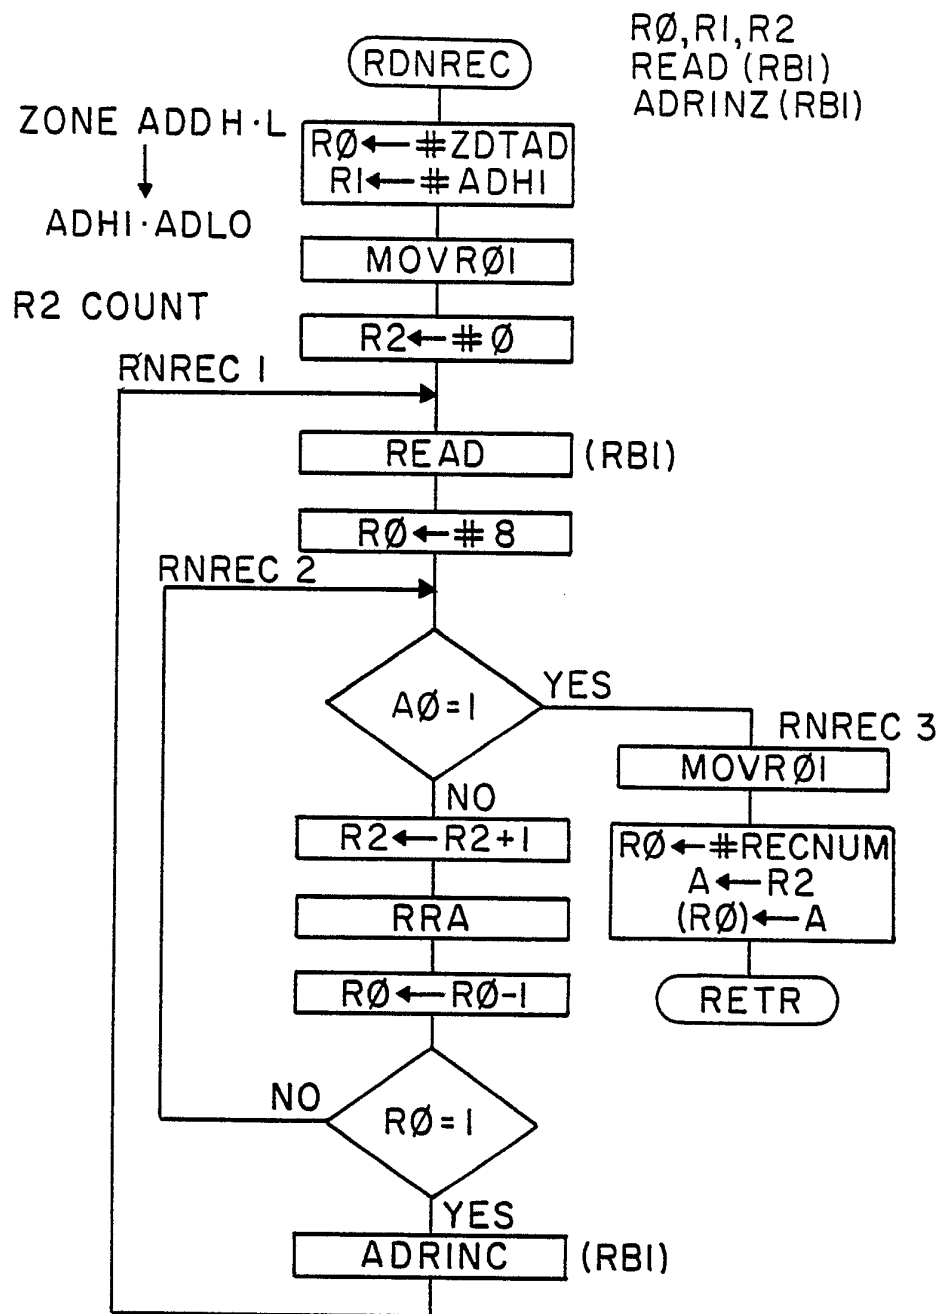 RØ, R1, R2
READ (RB1)
ADRINZ (RB1)
RDNREC
ZONE ADD H·L
ADHI·ADLO
RØ←#ZDTAD
R1←#ADHI
MOVRØ1
R2 COUNT
R2←#Ø
RNREC 1
READ
(RB1)
RØ←#8
RNREC 2
AØ=1
YES
NO
RNREC 3
MOVRØ1
RØ←#RECNUM
A←R2
(RØ)←A
RETR
R2←R2+1
RRA
RØ←RØ-1
RØ=1
NO
YES
ADRINC
(RB1)